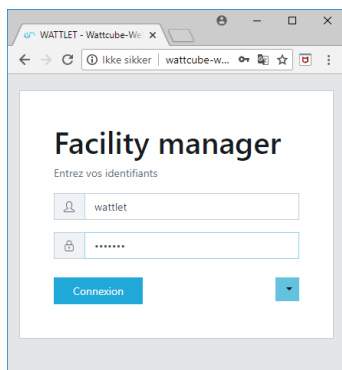 WATTLET - Wattcube-We
Ikke sikker | wattcube-w...
Facility manager
Entrez vos identifiants
wattlet
•••••••
Connexion